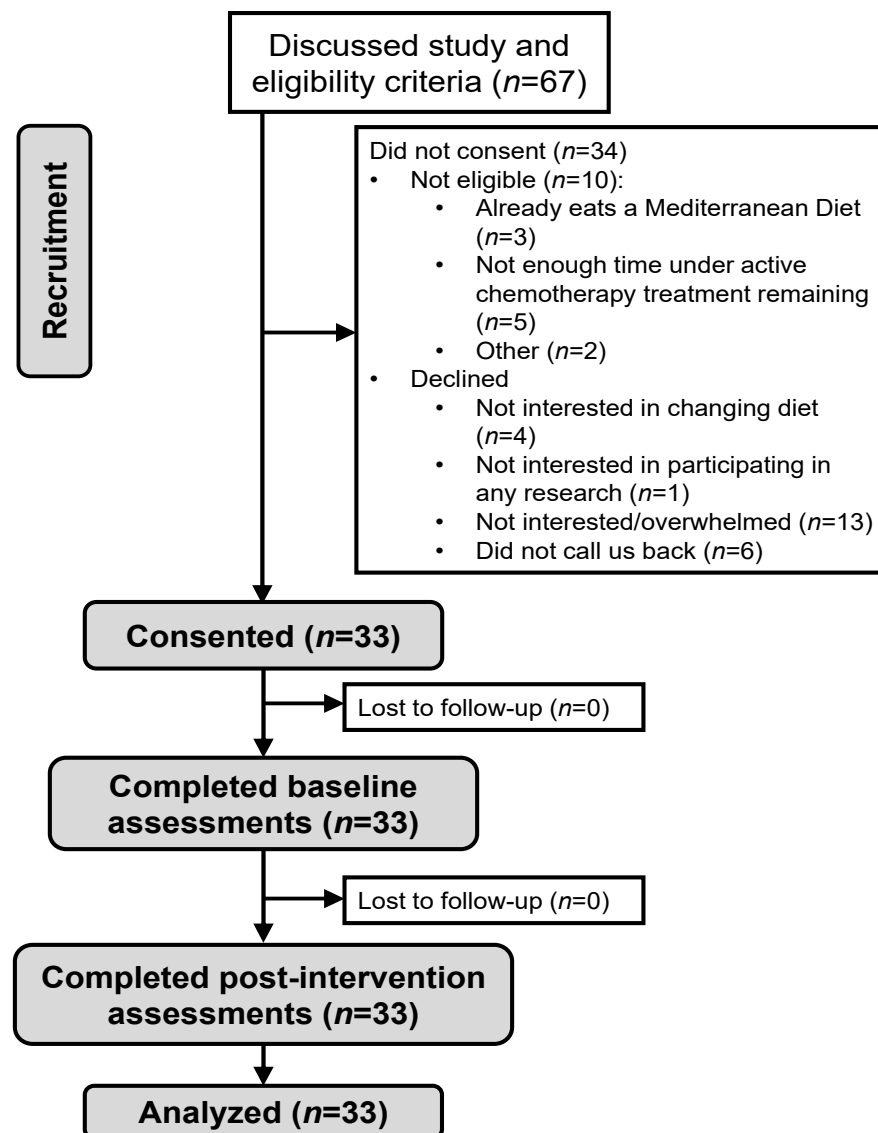 Discussed study and
eligibility criteria (n=67)
Recruitment
Did not consent (n=34)
• Not eligible (n=10):
• Already eats a Mediterranean Diet
(n=3)
• Not enough time under active
chemotherapy treatment remaining
(n=5)
• Other (n=2)
• Declined
• Not interested in changing diet
(n=4)
• Not interested in participating in
any research (n=1)
• Not interested/overwhelmed (n=13)
• Did not call us back (n=6)
Consented (n=33)
Lost to follow-up (n=0)
Completed baseline
assessments (n=33)
Lost to follow-up (n=0)
Completed post-intervention
assessments (n=33)
Analyzed (n=33)